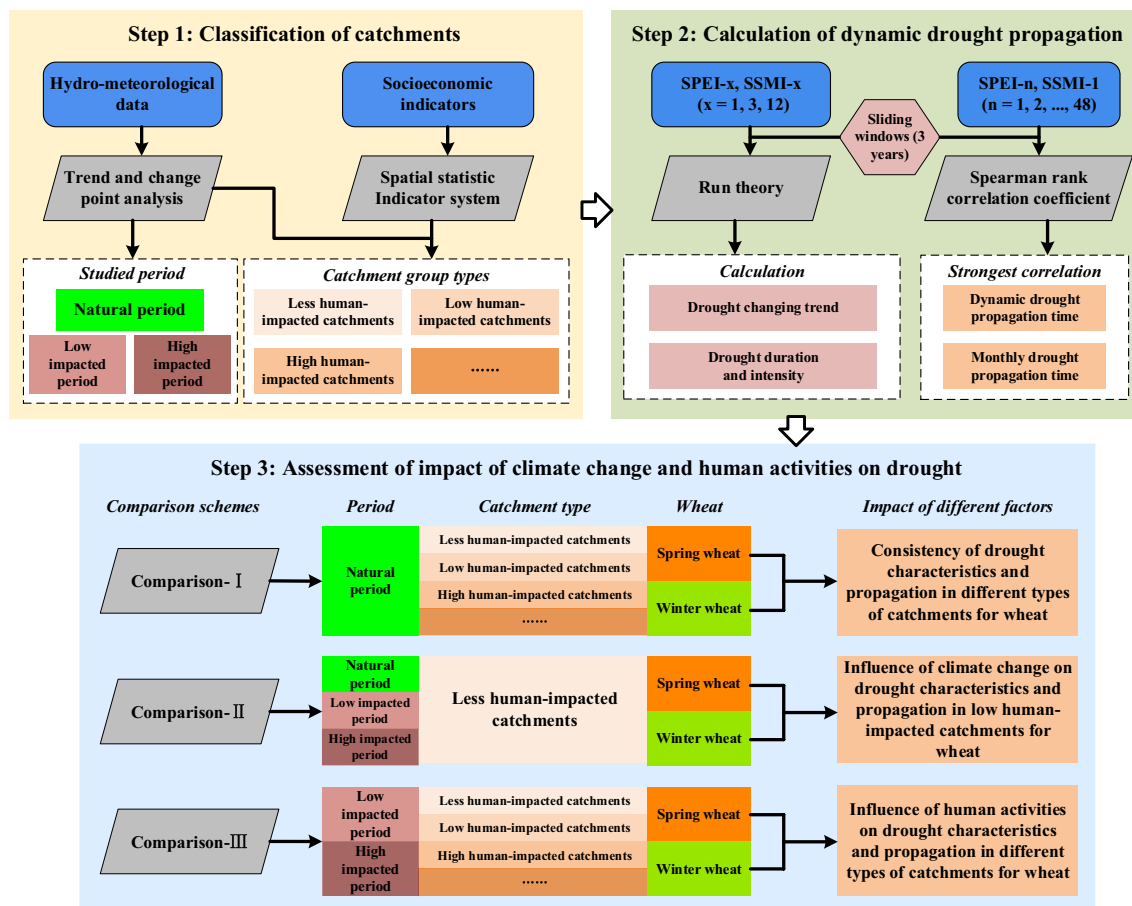 Step 1: Classification of catchments
Hydro-meteorological
data
Socioeconomic
indicators
Trend and change
point analysis
Spatial statistic
Indicator system
Studied period
Natural period
Low
impacted
period
High
impacted
period
Catchment group types
Less human-
impacted catchments
Low human-
impacted catchments
High human-
impacted catchments
......
Step 2: Calculation of dynamic drought propagation
SPEI-x, SSMI-x
(x = 1, 3, 12)
Sliding
windows (3
years)
SPEI-n, SSMI-1
(n = 1, 2, ..., 48)
Run theory
Spearman rank
correlation coefficient
Calculation
Drought changing trend
Drought duration
and intensity
Strongest correlation
Dynamic drought
propagation time
Monthly drought
propagation time
Step 3: Assessment of impact of climate change and human activities on drought
Comparison schemes
Period
Catchment type
Wheat
Impact of different factors
Comparison-Ⅰ
Natural
period
Less human-impacted catchments
Low human-impacted catchments
High human-impacted catchments
......
Spring wheat
Winter wheat
Consistency of drought
characteristics and
propagation in different types
of catchments for wheat
Comparison-Ⅱ
Natural
period
Low impacted
period
High
impacted period
Less human-impacted
catchments
Spring wheat
Winter wheat
Influence of climate change on
drought characteristics and
propagation in low human-
impacted catchments for
wheat
Comparison-Ⅲ
Low
impacted
period
High
impacted
period
Less human-impacted catchments
Low human-impacted catchments
High human-impacted catchments
......
Spring wheat
Winter wheat
Influence of human activities
on drought characteristics
and propagation in different
types of catchments for wheat